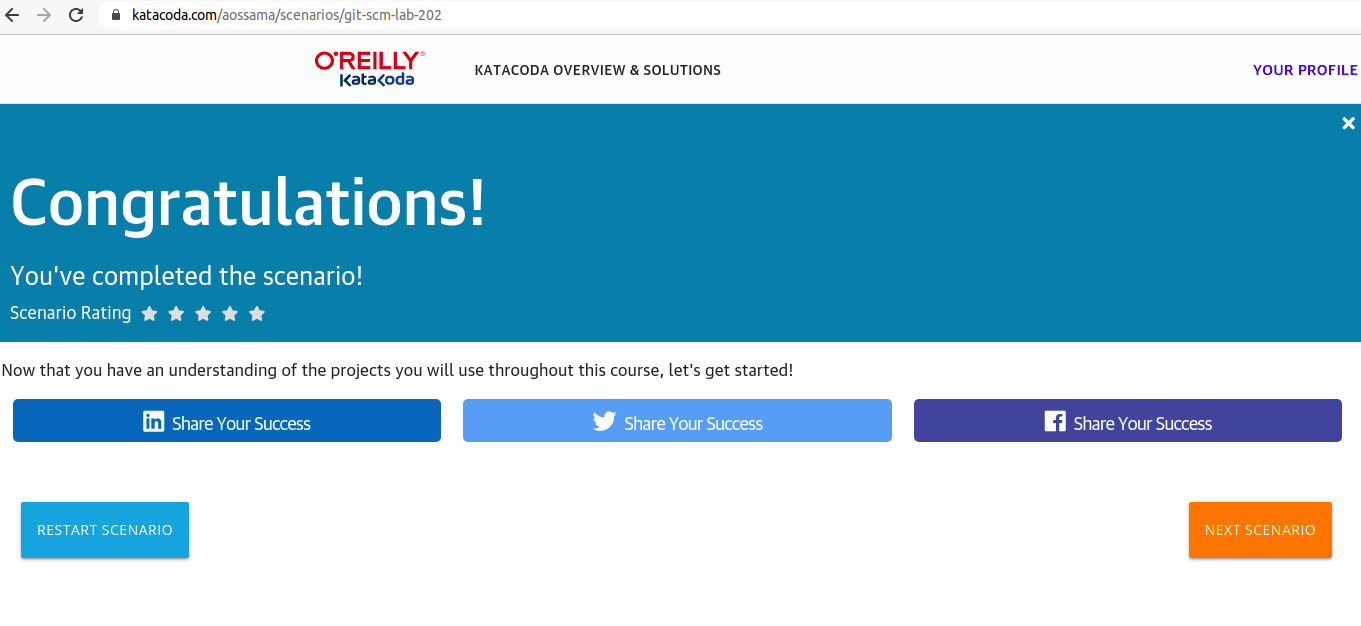 katacoda.com/aossama/scenarios/git-scm-lab-202
O'REILLY®
Katacoda
KATACODA OVERVIEW & SOLUTIONS
YOUR PROFILE
Congratulations!
You've completed the scenario!
Scenario Rating
Now that you have an understanding of the projects you will use throughout this course, let's get started!
Share Your Success
Share Your Success
Share Your Success
RESTART SCENARIO
NEXT SCENARIO